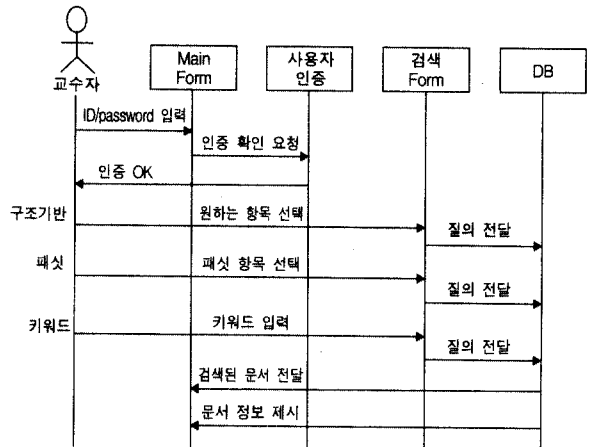 교수자
Main
Form
사용자
인증
검색
Form
DB
ID/password 입력
인증 확인 요청
인증 OK
구조기반
원하는 항목 선택
질의 전달
패싯
패싯 항목 선택
질의 전달
키워드
키워드 입력
질의 전달
검색된 문서 전달
문서 정보 제시